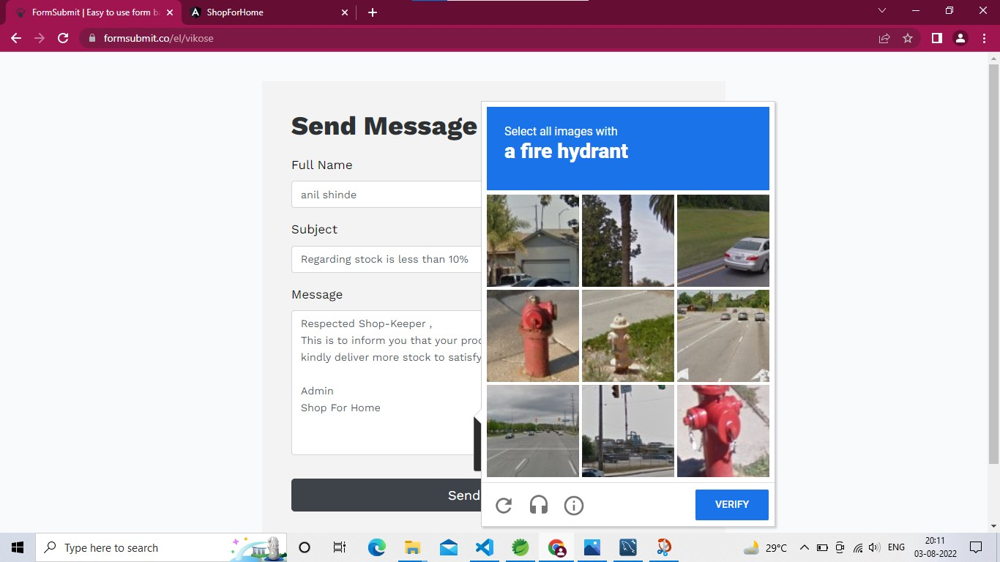 FormSubmit | Easy to use form b
ShopForHome
formsubmit.co/el/vikose
Send Message
Full Name
anil shinde
Subject
Regarding stock is less than 10%
Message
Respected Shop-Keeper ,
This is to inform you that your
kindly deliver more stock to satisfy
Admin
Shop For Home
Send
Select all images with
a fire hydrant
VERIFY
Type here to search
29°C
ENG
20:11
03-08-2022